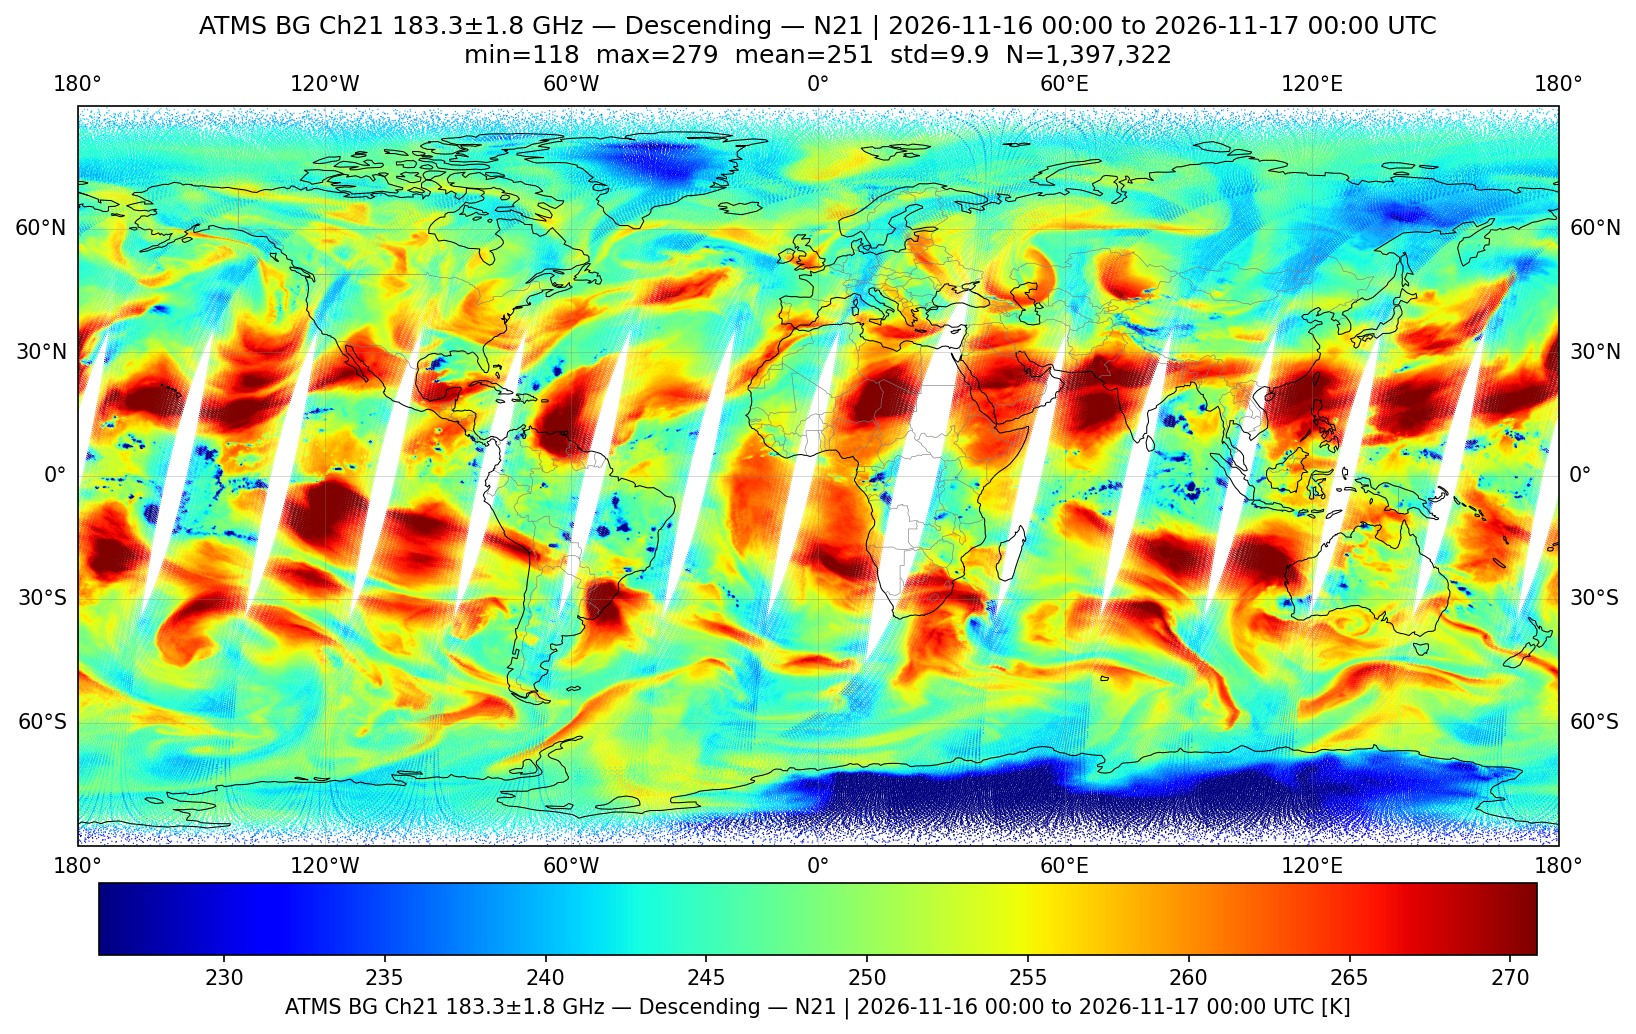 ATMS BG Ch21 183.3±1.8 GHz — Descending — N21 | 2026-11-16 00:00 to 2026-11-17 00:00 UTC
min=118 max=279 mean=251 std=9.9 N=1,397,322
180° 120°W 60°W 0° 60°E 120°E 180°
60°N 60°N
30°N 30°N
0° 0°
30°S 30°S
60°S 60°S
180° 120°W 60°W 0° 60°E 120°E 180°
230 235 240 245 250 255 260 265 270
ATMS BG Ch21 183.3±1.8 GHz — Descending — N21 | 2026-11-16 00:00 to 2026-11-17 00:00 UTC [K]